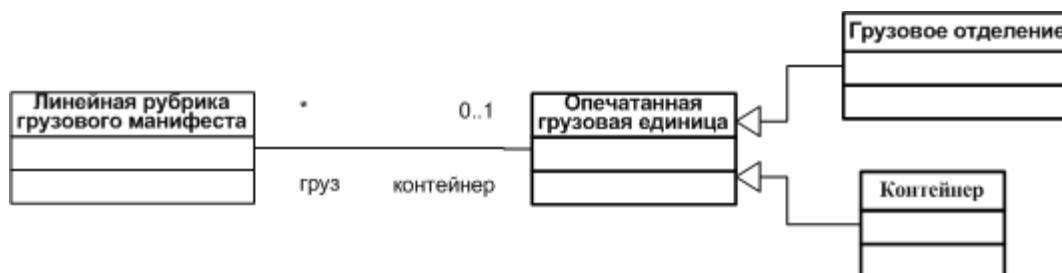 Грузовое отделение
Линейная рубрика
грузового манифеста
*
0..1
Опечатанная
грузовая единица
груз
контейнер
Контейнер